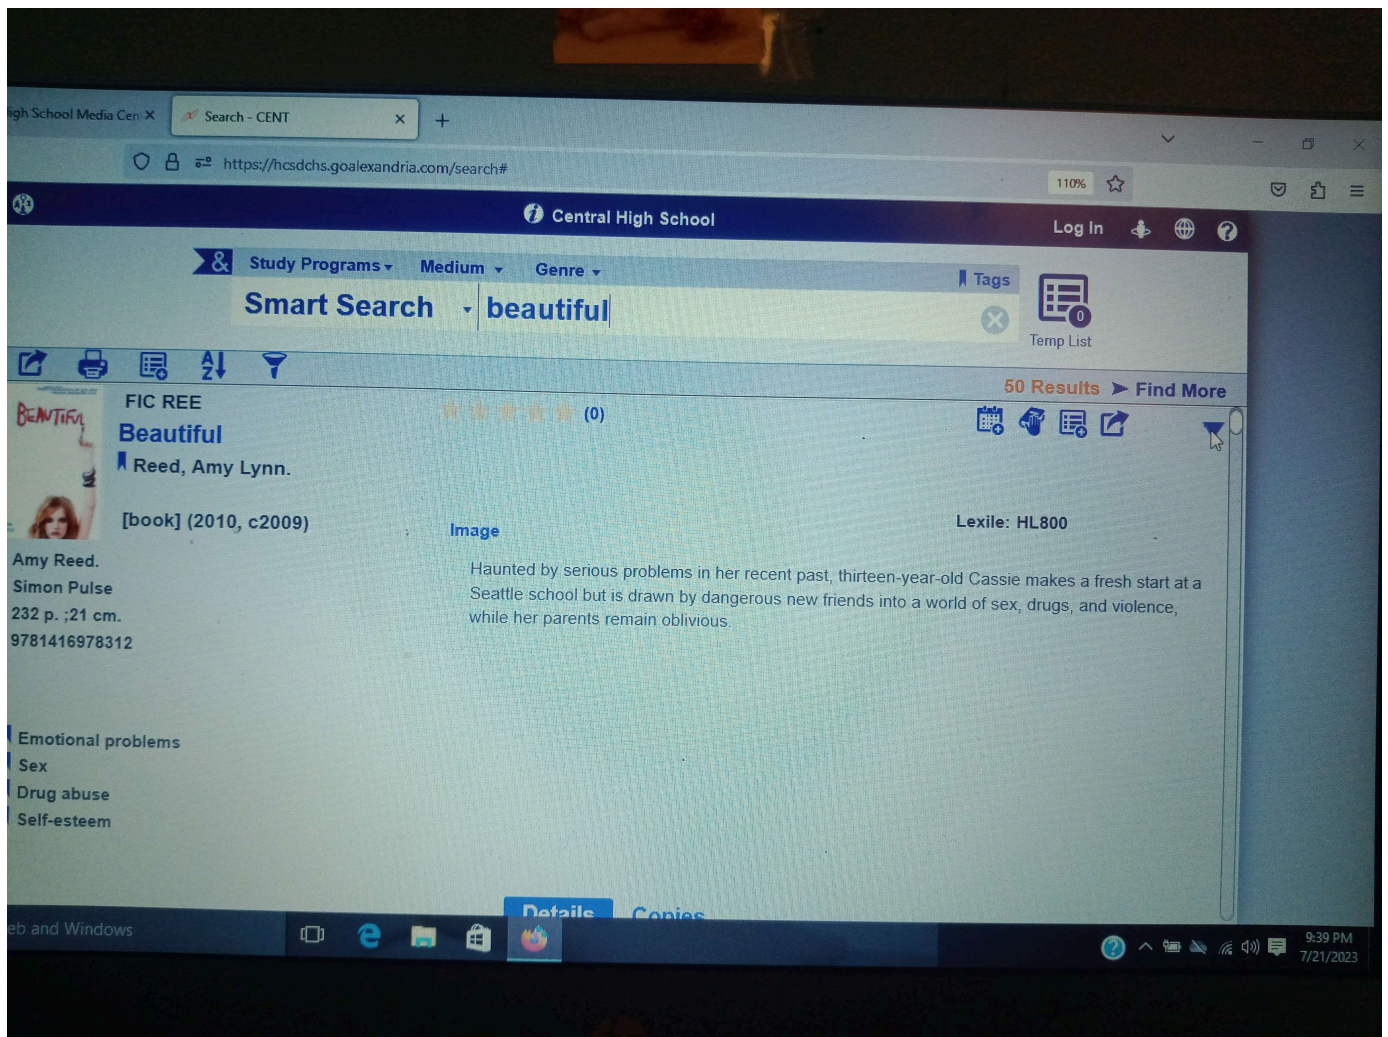 igh School Media Cen
Search - CENT
https://hcsdchs.goalexandria.com/search#
110%
Central High School
Log In
& Study Programs Medium Genre
Tags
Smart Search beautiful
0
Temp List
50 Results Find More
BEAUTIFUL
FIC REE
(0)
Beautiful
Reed, Amy Lynn.
[book] (2010, c2009)
Image
Lexile: HL800
Haunted by serious problems in her recent past, thirteen-year-old Cassie makes a fresh start at a
Seattle school but is drawn by dangerous new friends into a world of sex, drugs, and violence,
while her parents remain oblivious.
Amy Reed.
Simon Pulse
232 p. ;21 cm.
9781416978312
Emotional problems
Sex
Drug abuse
Self-esteem
Details Copies
eb and Windows
9:39 PM
7/21/2023